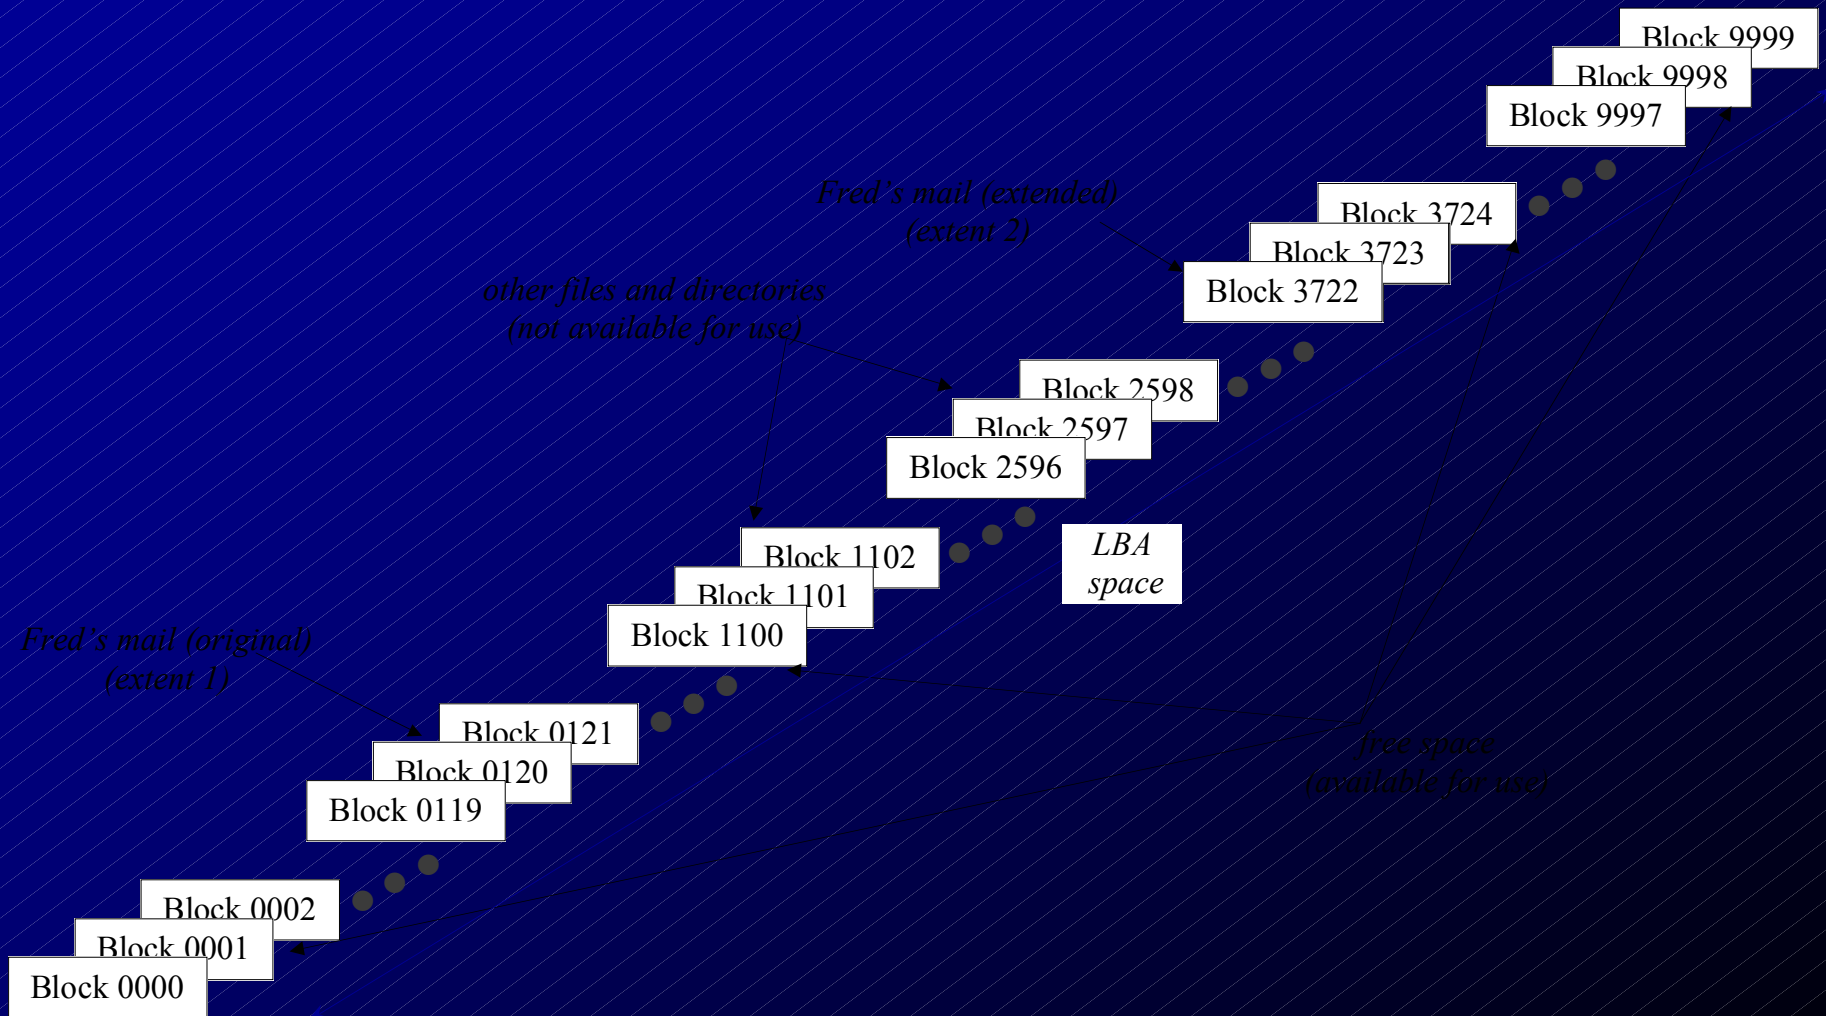 Block 9999
Block 9998
Block 9997
Fred's mail (extended)
(extent 2)
Block 3724
Block 3723
Block 3722
other files and directories
(not available for use)
Block 2598
Block 2597
Block 2596
LBA
space
Block 1102
Block 1101
Block 1100
Fred's mail (original)
(extent 1)
Block 0121
Block 0120
Block 0119
free space
(available for use)
Block 0002
Block 0001
Block 0000